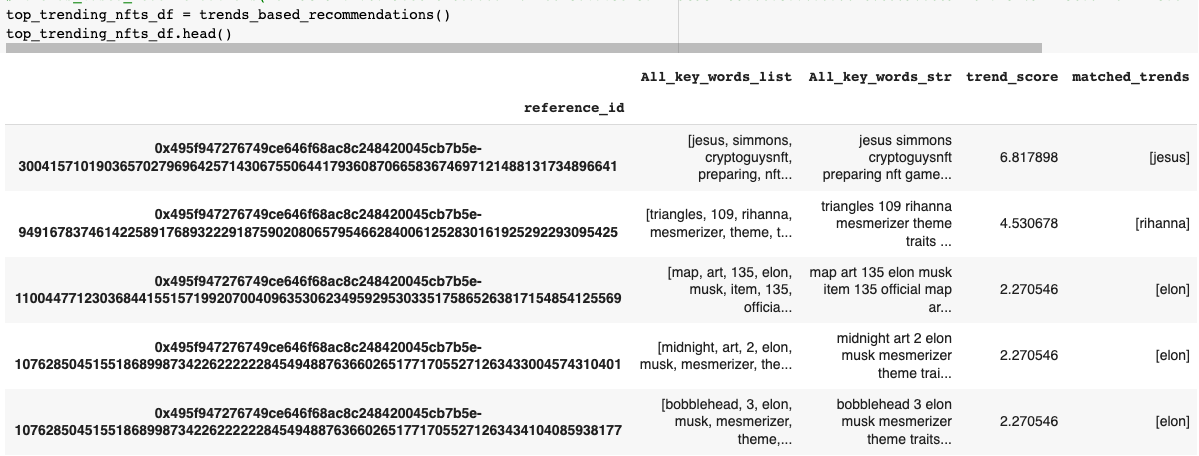 top_trending_nfts_df = trends_based_recommendations()
top_trending_nfts_df.head()
All_key_words_list All_key_words_str trend_score matched_trends
reference_id
0x495f947276749ce646f68ac8c248420045cb7b5e-
30041571019036570279696425714306755064417936087066583674697121488131734896641
[jesus, simmons,
cryptoguysnft,
preparing, nft...
jesus simmons
cryptoguysnft
preparing nft game...
6.817898
[jesus]
0x495f947276749ce646f68ac8c248420045cb7b5e-
94916783746142258917689322291875902080657954662840061252830161925292293095425
[triangles, 109, rihanna,
mesmerizer, theme, t...
triangles 109 rihanna
mesmerizer theme
traits ...
4.530678
[rihanna]
0x495f947276749ce646f68ac8c248420045cb7b5e-
110044771230368441551571992070040963530623495929530335175865263817154854125569
[map, art, 135, elon,
musk, item, 135,
officia...
map art 135 elon musk
item 135 official map
ar...
2.270546
[elon]
0x495f947276749ce646f68ac8c248420045cb7b5e-
107628504515518689987342262222228454948876366026517717055271263433004574310401
[midnight, art, 2, elon,
musk, mesmerizer, the...
midnight art 2 elon
musk mesmerizer
theme trai...
2.270546
[elon]
0x495f947276749ce646f68ac8c248420045cb7b5e-
107628504515518689987342262222228454948876366026517717055271263434104085938177
[bobblehead, 3, elon,
musk, mesmerizer,
theme,...
bobblehead 3 elon
musk mesmerizer
theme traits...
2.270546
[elon]